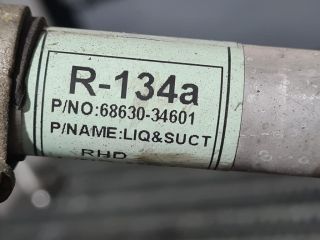 R-134a
P/NO:68630-34601
P/NAME:LIQ&SUCT
RHD